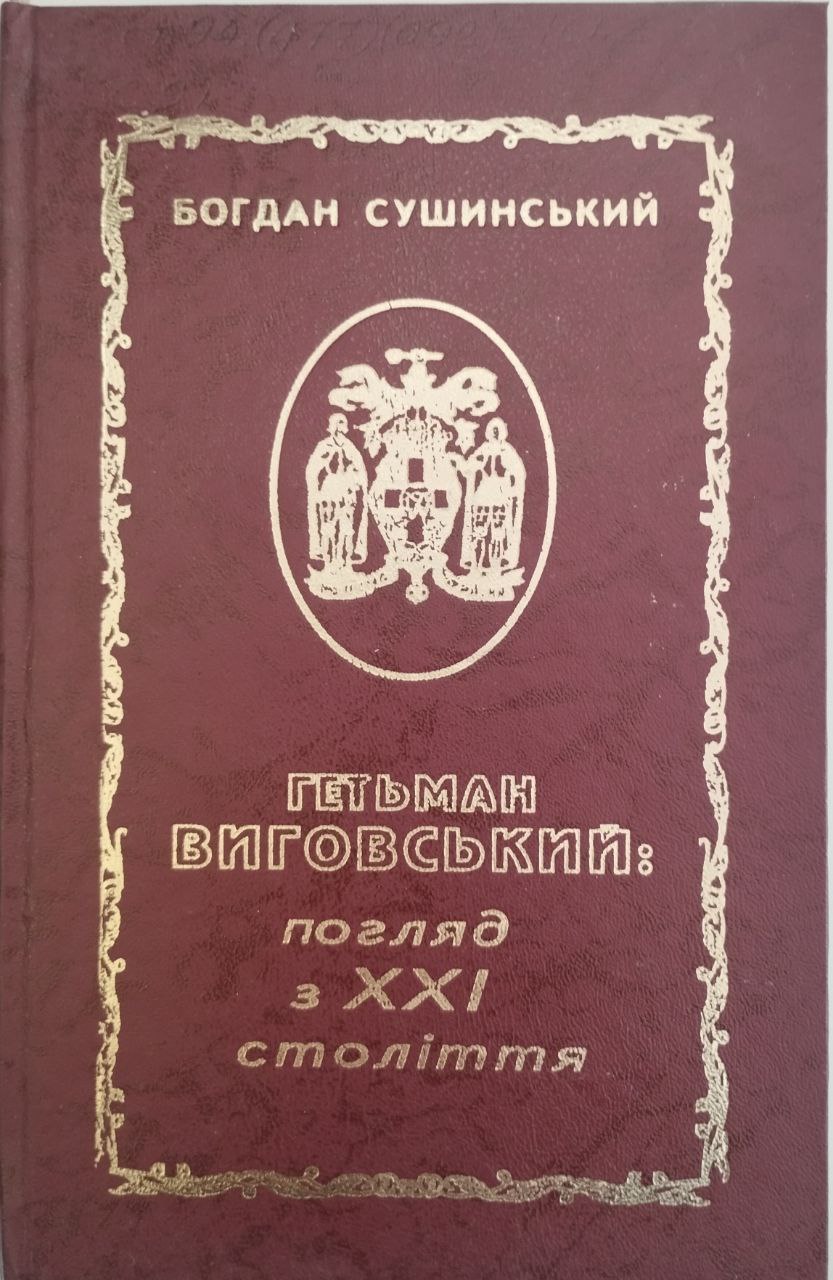 БОГДАН СУШИНСЬКИЙ
ГЕТЬМАН
ВИГОВСЬКИЙ:
погляд
з XXI
століття